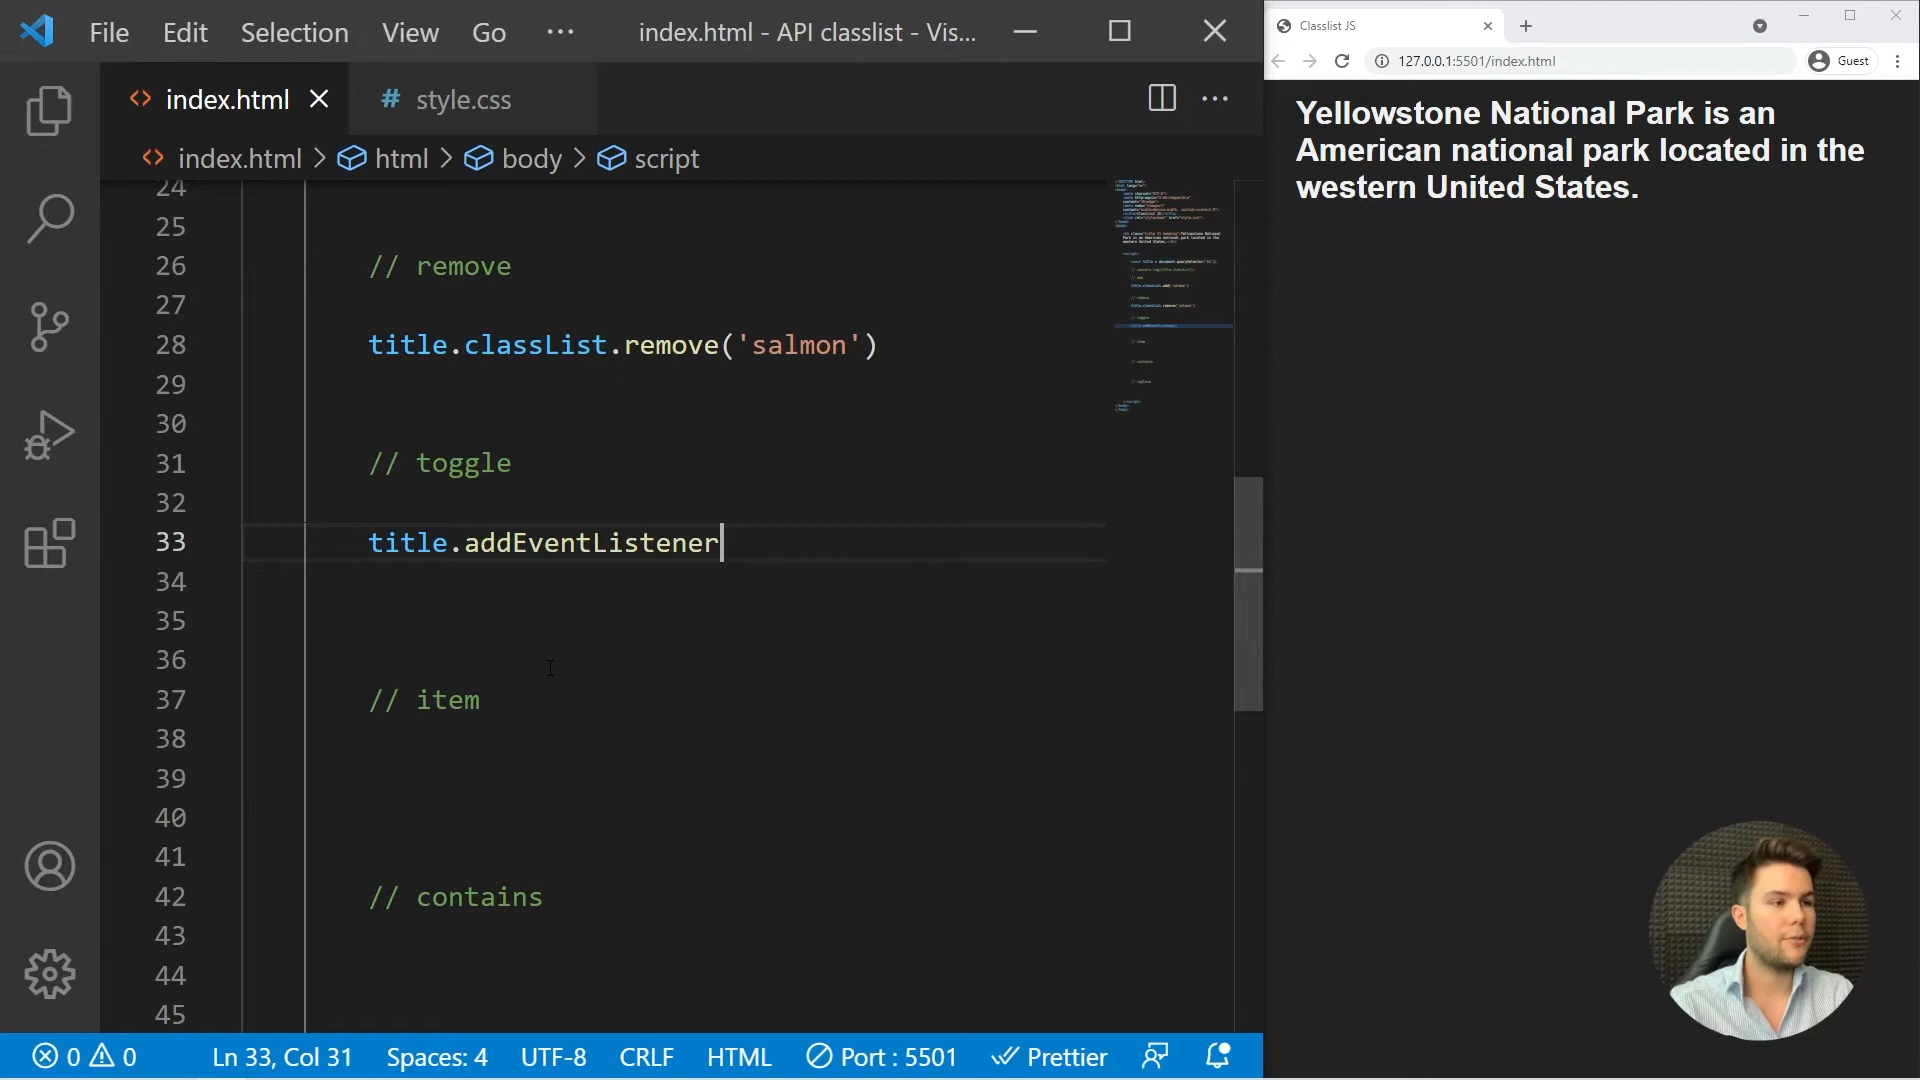 File Edit Selection View Go ··· index.html - API classlist - Vis...
index.html style.css
index.html > html > body > script
24
25
26 // remove
27
28 title.classList.remove('salmon')
29
30
31 // toggle
32
33 title.addEventListener
34
35
36
37 // item
38
39
40
41
42 // contains
43
44
45
0 0 Ln 33, Col 31 Spaces: 4 UTF-8 CRLF HTML Port : 5501 Prettier
Classlist JS
127.0.0.1:5501/index.html Guest
Yellowstone National Park is an
American national park located in the
western United States.